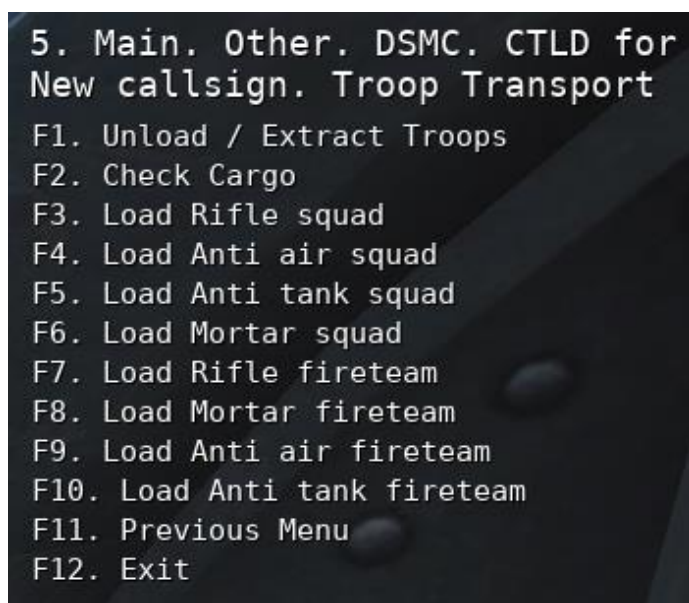 5. Main. Other. DSMC. CTLD for
New callsign. Troop Transport
F1. Unload / Extract Troops
F2. Check Cargo
F3. Load Rifle squad
F4. Load Anti air squad
F5. Load Anti tank squad
F6. Load Mortar squad
F7. Load Rifle fireteam
F8. Load Mortar fireteam
F9. Load Anti air fireteam
F10. Load Anti tank fireteam
F11. Previous Menu
F12. Exit